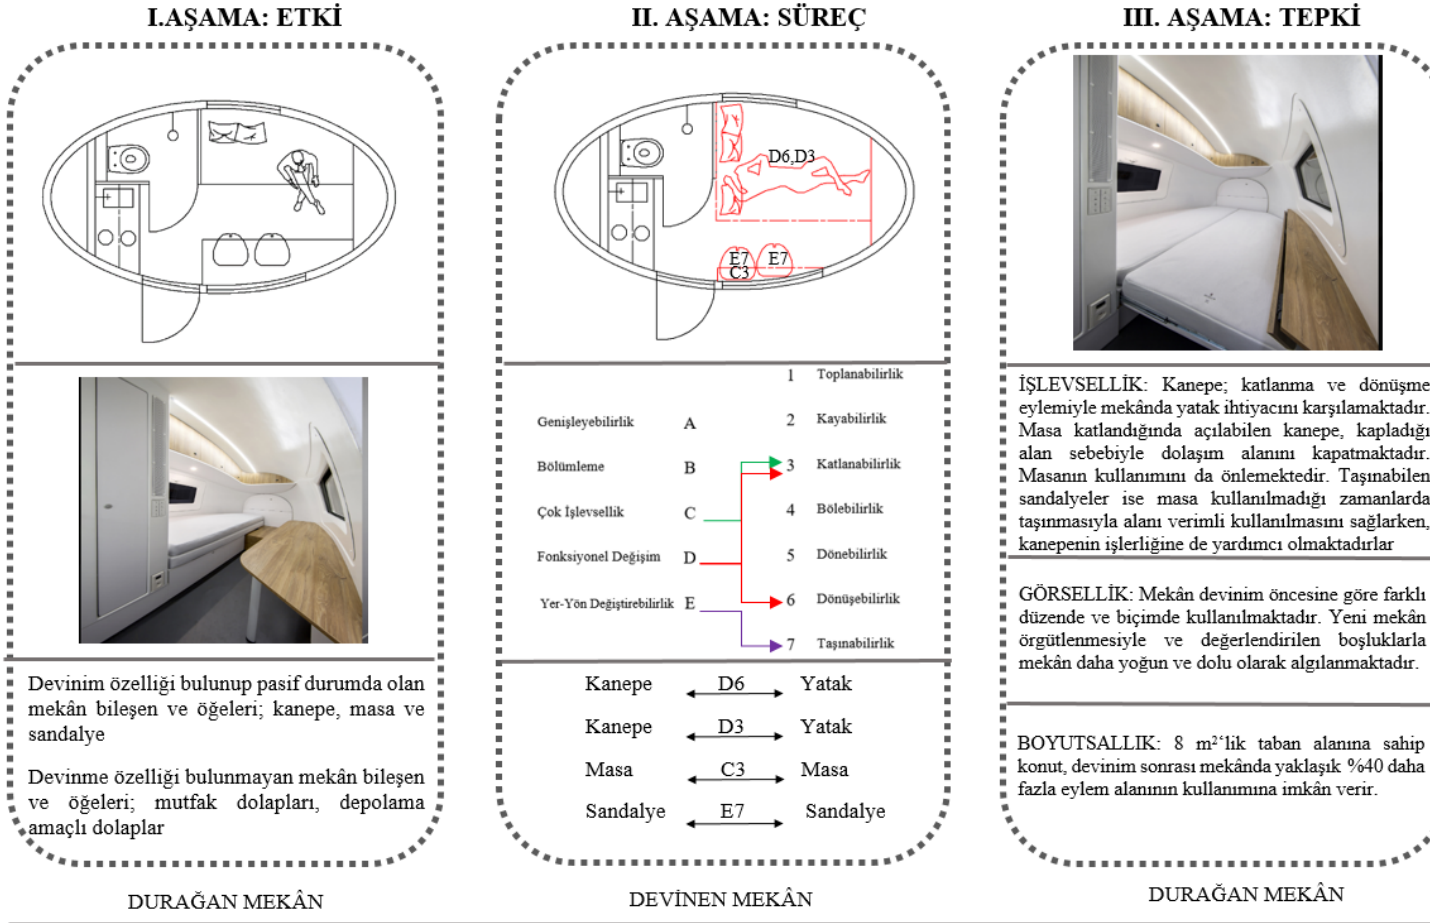 I.AŞAMA: ETKİ
Devinim özelliği bulunup pasif durumda olan
mekân bileşen ve öğeleri; kanepe, masa ve
sandalye
Devinme özelliği bulunmayan mekân bileşen
ve öğeleri; mutfak dolapları, depolama
amaçlı dolaplar
DURAĞAN MEKÂN
II. AŞAMA: SÜREÇ
D6,D3
E7 E7
C3
Genişleyebilirlik A
Bölümleme B
Çok İşlevsellik C
Fonksiyonel Değişim D
Yer-Yön Değiştirebilirlik E
1 Toplanabilirlik
2 Kayabilirlik
3 Katlanabilirlik
4 Bölebilirlik
5 Dönebilirlik
6 Dönüşebilirlik
7 Taşınabilirlik
Kanepe D6 Yatak
Kanepe D3 Yatak
Masa C3 Masa
Sandalye E7 Sandalye
DEVİNEN MEKÂN
III. AŞAMA: TEPKİ
İŞLEVSELLİK: Kanepe; katlanma ve dönüşme
eylemiyle mekânda yatak ihtiyacını karşılamaktadır.
Masa katlandığında açılabilen kanepe, kapladığı
alan sebebiyle dolaşım alanını kapatmaktadır.
Masanın kullanımını da önlemektedir. Taşınabilen
sandalyeler ise masa kullanılmadığı zamanlarda
taşınmasıyla alanı verimli kullanılmasını sağlarken,
kanepenin işlerliğine de yardımcı olmaktadırlar
GÖRSELLİK: Mekân devinim öncesine göre farklı
düzende ve biçimde kullanılmaktadır. Yeni mekân
örgütlenmesiyle ve değerlendirilen boşluklarla
mekân daha yoğun ve dolu olarak algılanmaktadır.
BOYUTSALLIK: 8 m²‘lik taban alanına sahip
konut, devinim sonrası mekânda yaklaşık %40 daha
fazla eylem alanının kullanımına imkân verir.
DURAĞAN MEKÂN